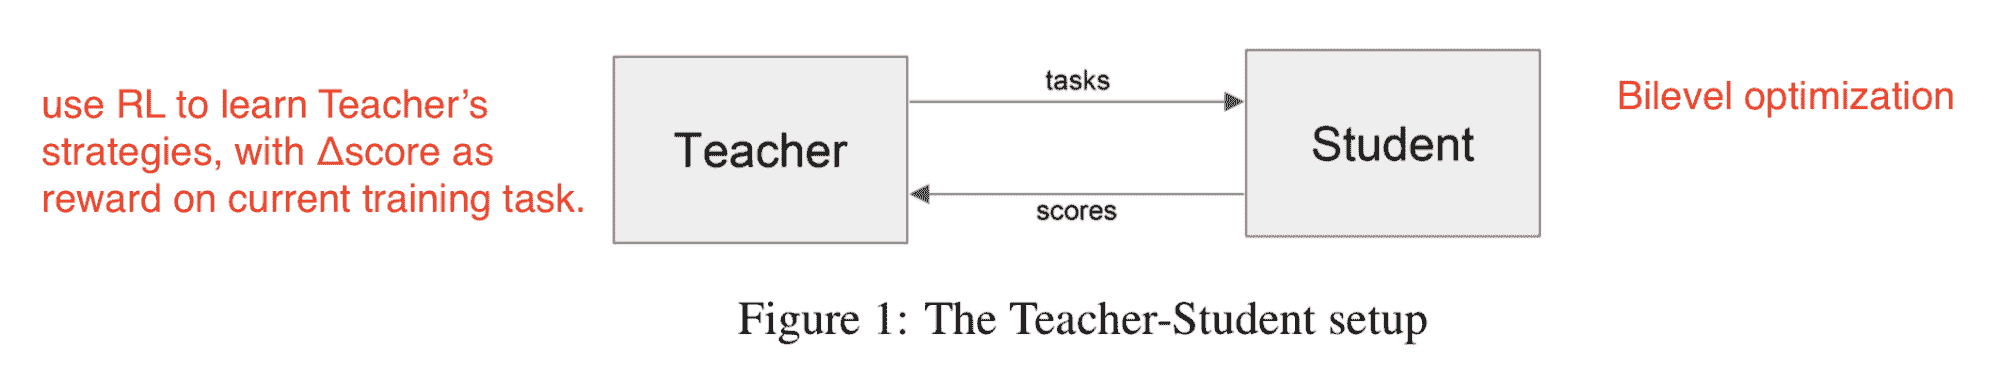 use RL to learn Teacher's
strategies, with Δscore as
reward on current training task.
Teacher
tasks
scores
Student
Bilevel optimization
Figure 1: The Teacher-Student setup